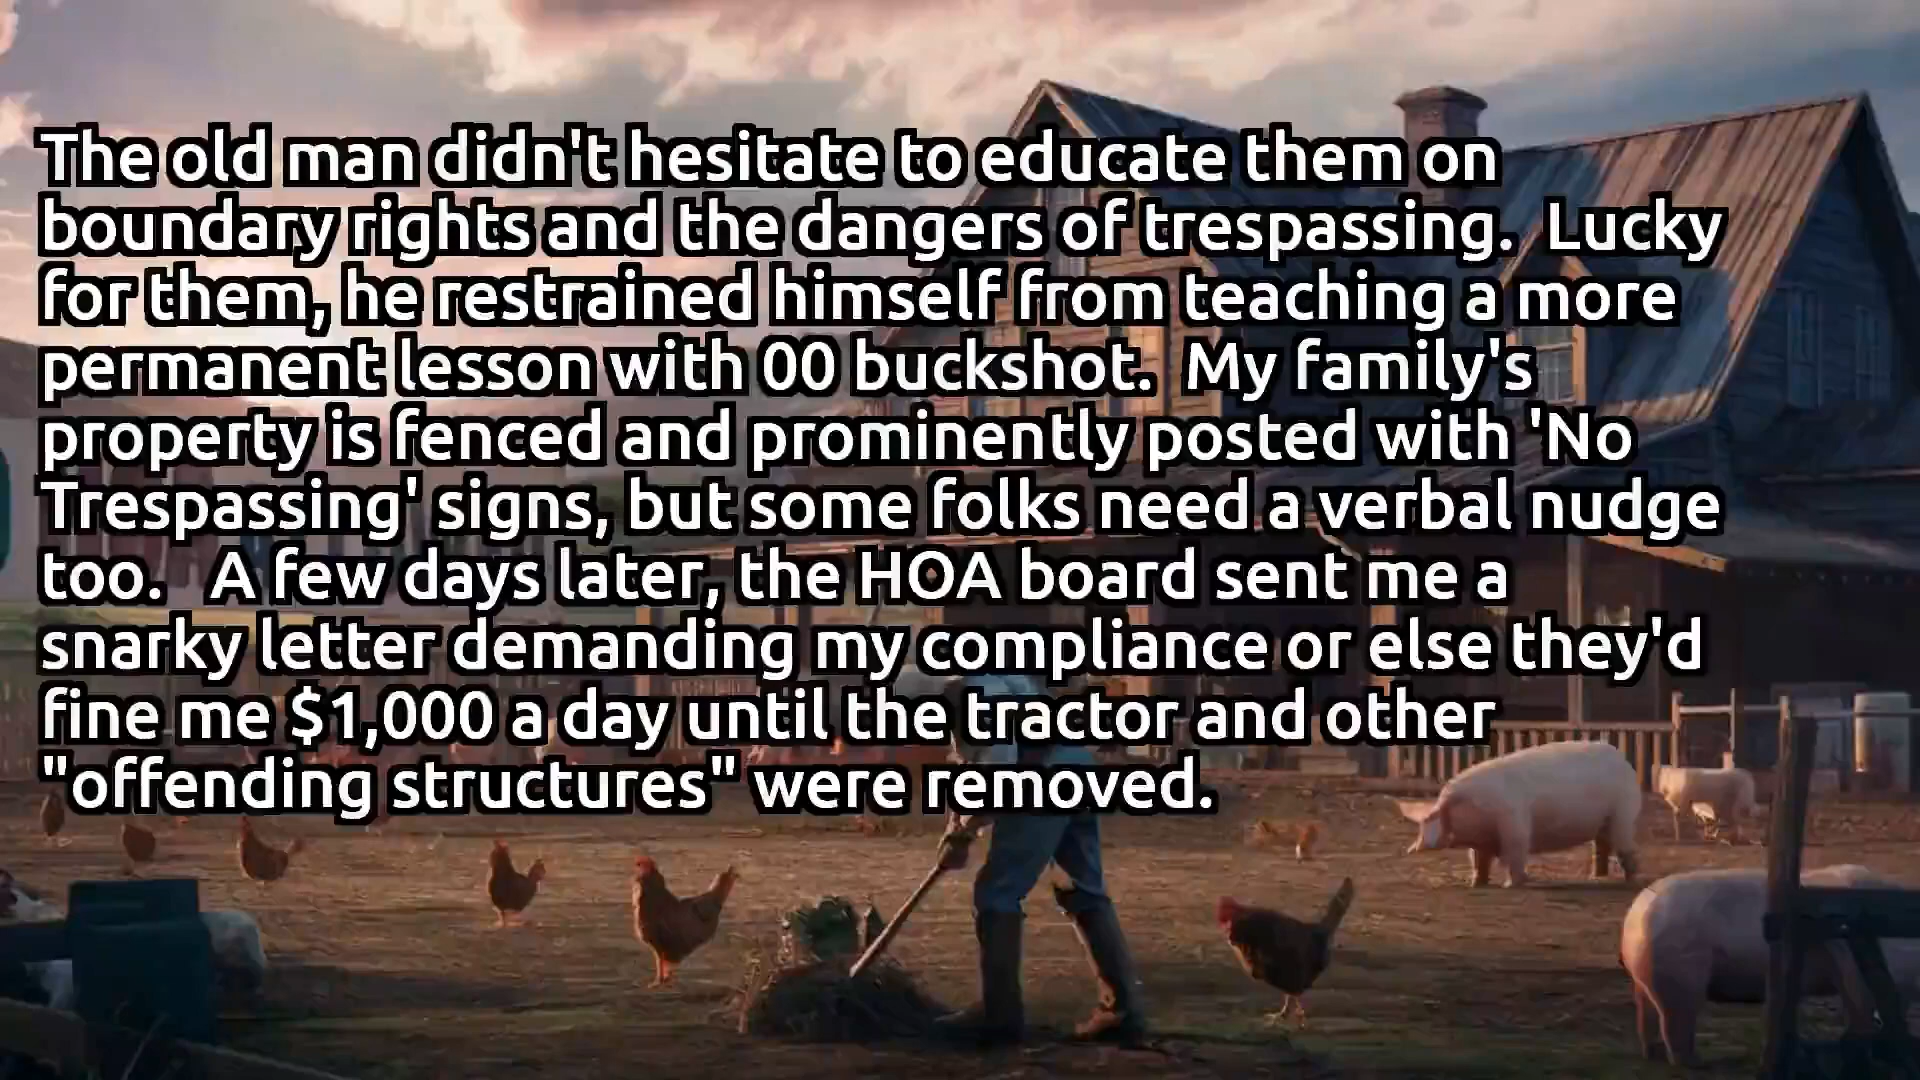 The old man didn't hesitate to educate them on
boundary rights and the dangers of trespassing.  Lucky
for them, he restrained himself from teaching a more
permanent lesson with 00 buckshot.  My family's
property is fenced and prominently posted with 'No
Trespassing' signs, but some folks need a verbal nudge
too.   A few days later, the HOA board sent me a
snarky letter demanding my compliance or else they'd
fine me $1,000 a day until the tractor and other
"offending structures" were removed.